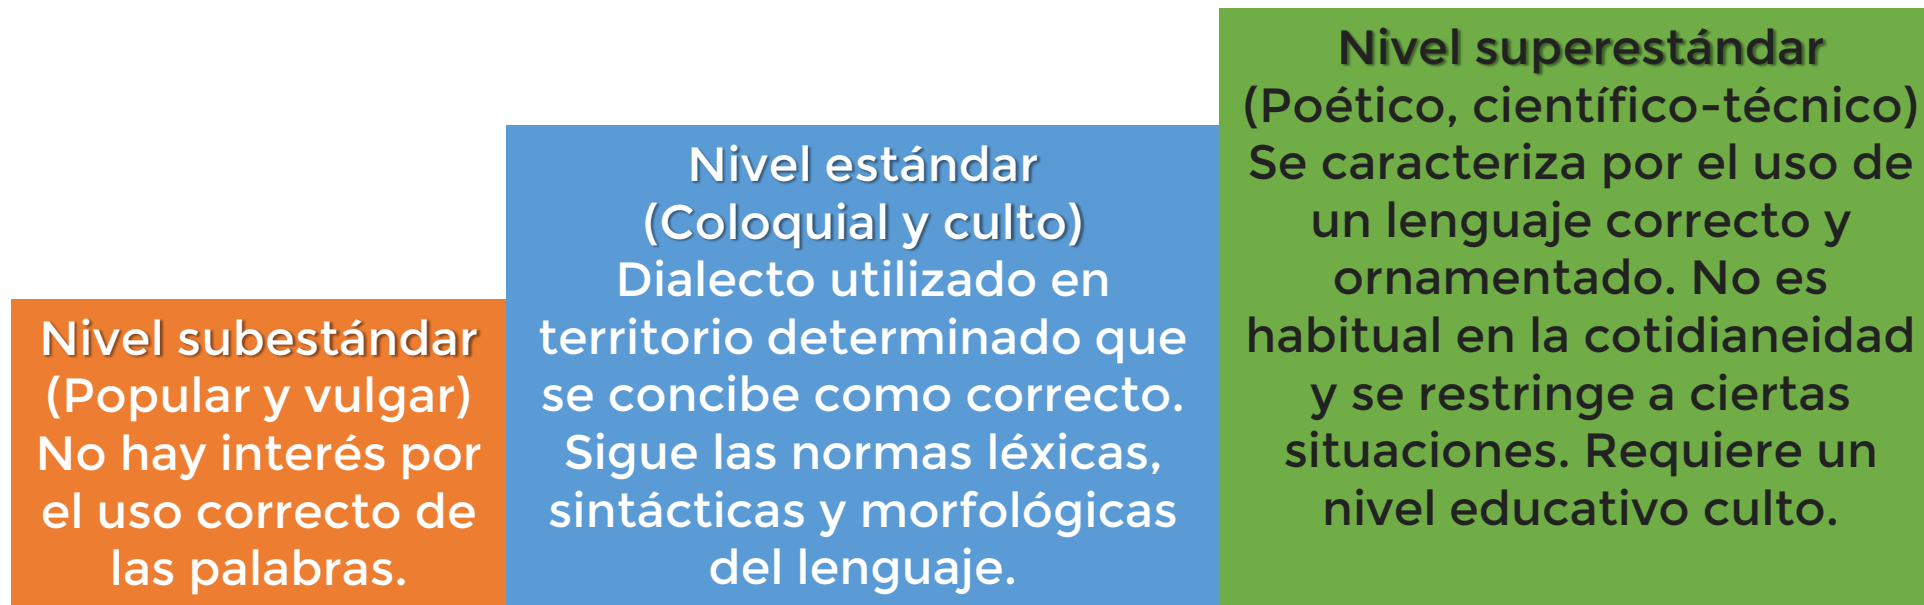 Nivel subestándar
(Popular y vulgar)
No hay interés por
el uso correcto de
las palabras.
Nivel estándar
(Coloquial y culto)
Dialecto utilizado en
territorio determinado que
se concibe como correcto.
Sigue las normas léxicas,
sintácticas y morfológicas
del lenguaje.
Nivel superestándar
(Poético, científico-técnico)
Se caracteriza por el uso de
un lenguaje correcto y
ornamentado. No es
habitual en la cotidianeidad
y se restringe a ciertas
situaciones. Requiere un
nivel educativo culto.